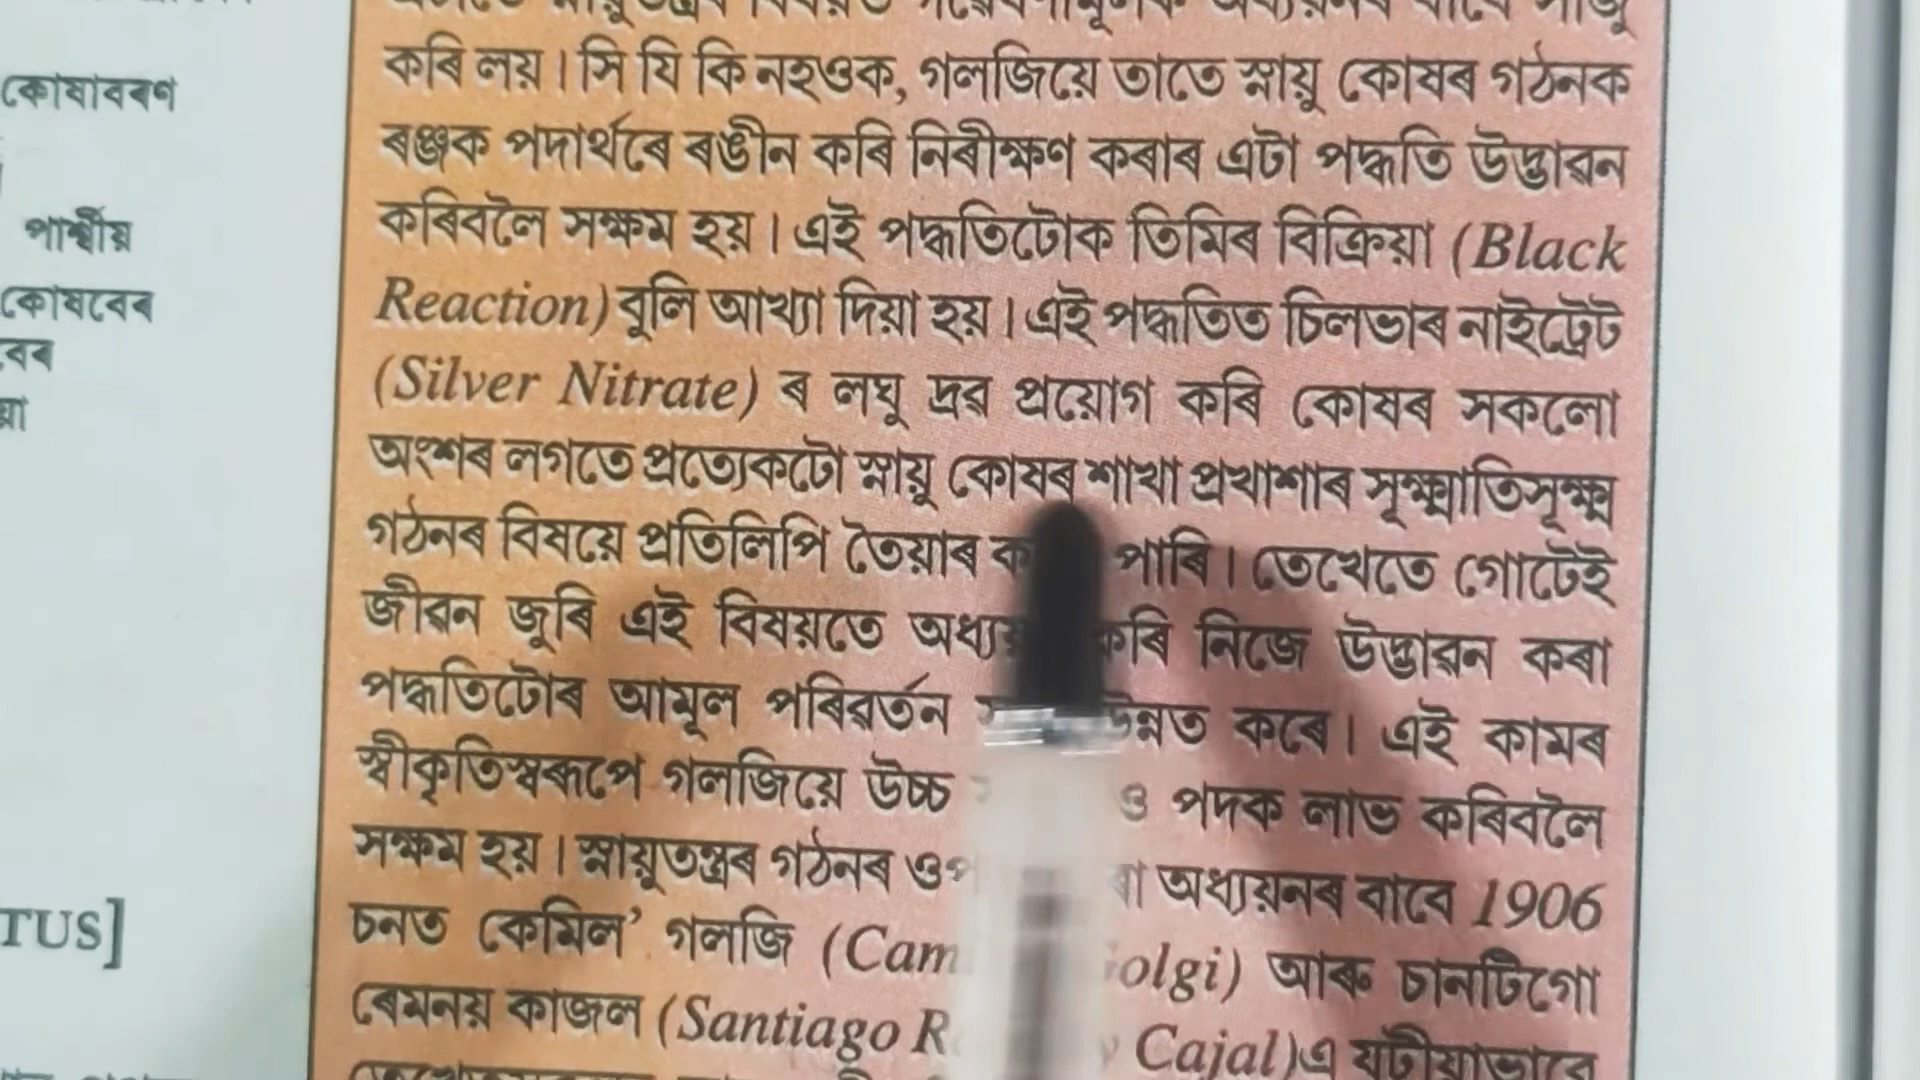 কোষাবৰণ
পাৰ্শ্বীয়
কোষবেৰ
TUS]
কৰি লয়। সি যি কি নহওক, গলজিয়ে তাতে স্নায়ু কোষৰ গঠনক
ৰঞ্জক পদাৰ্থৰে ৰঙীন কৰি নিৰীক্ষণ কৰাৰ এটা পদ্ধতি উদ্ভাৱন
কৰিবলৈ সক্ষম হয়। এই পদ্ধতিটোক তিমিৰ বিক্ৰিয়া (Black
Reaction) বুলি আখ্যা দিয়া হয়। এই পদ্ধতিত চিলভাৰ নাইট্ৰেট
(Silver Nitrate) ৰ লঘু দ্ৰৱ প্ৰয়োগ কৰি কোষৰ সকলো
অংশৰ লগতে প্ৰত্যেকটো স্নায়ু কোষৰ শাখা প্ৰখাশাৰ সূক্ষ্মাতিসূক্ষ্ম
গঠনৰ বিষয়ে প্ৰতিলিপি তৈয়াৰ পাৰি। তেখেতে গোটেই
জীৱন জুৰি এই বিষয়তে কৰি নিজে উদ্ভাৱন কৰা
পদ্ধতিটোৰ আমূল পৰিৱৰ্তন উন্নত কৰে। এই কামৰ
স্বীকৃতিস্বৰূপে গলজিয়ে উচ্চ ও পদক লাভ কৰিবলৈ
সক্ষম হয়। স্নায়ুতন্ত্ৰৰ গঠনৰ অধ্যয়নৰ বাবে 1906
চনত কেমিল' গলজি (Cam olgi) আৰু চানটিগো
ৰেমনয় কাজল (Santiago R y Cajal)এ যুটীয়াভাৱে